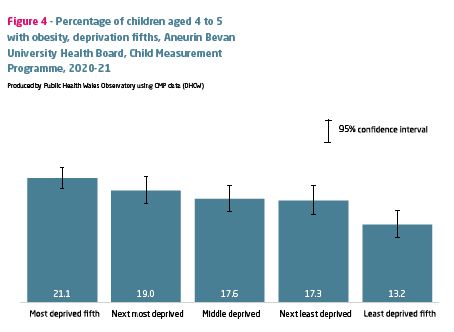 Figure 4 - Percentage of children aged 4 to 5
with obesity, deprivation fifths, Aneurin Bevan
University Health Board, Child Measurement
Programme, 2020-21
Produced by Public Health Wales Observatory using CMP data (DHCW)
95% confidence interval
21.1 19.0 17.6 17.3 13.2
Most deprived fifth Next most deprived Middle deprived Next least deprived Least deprived fifth